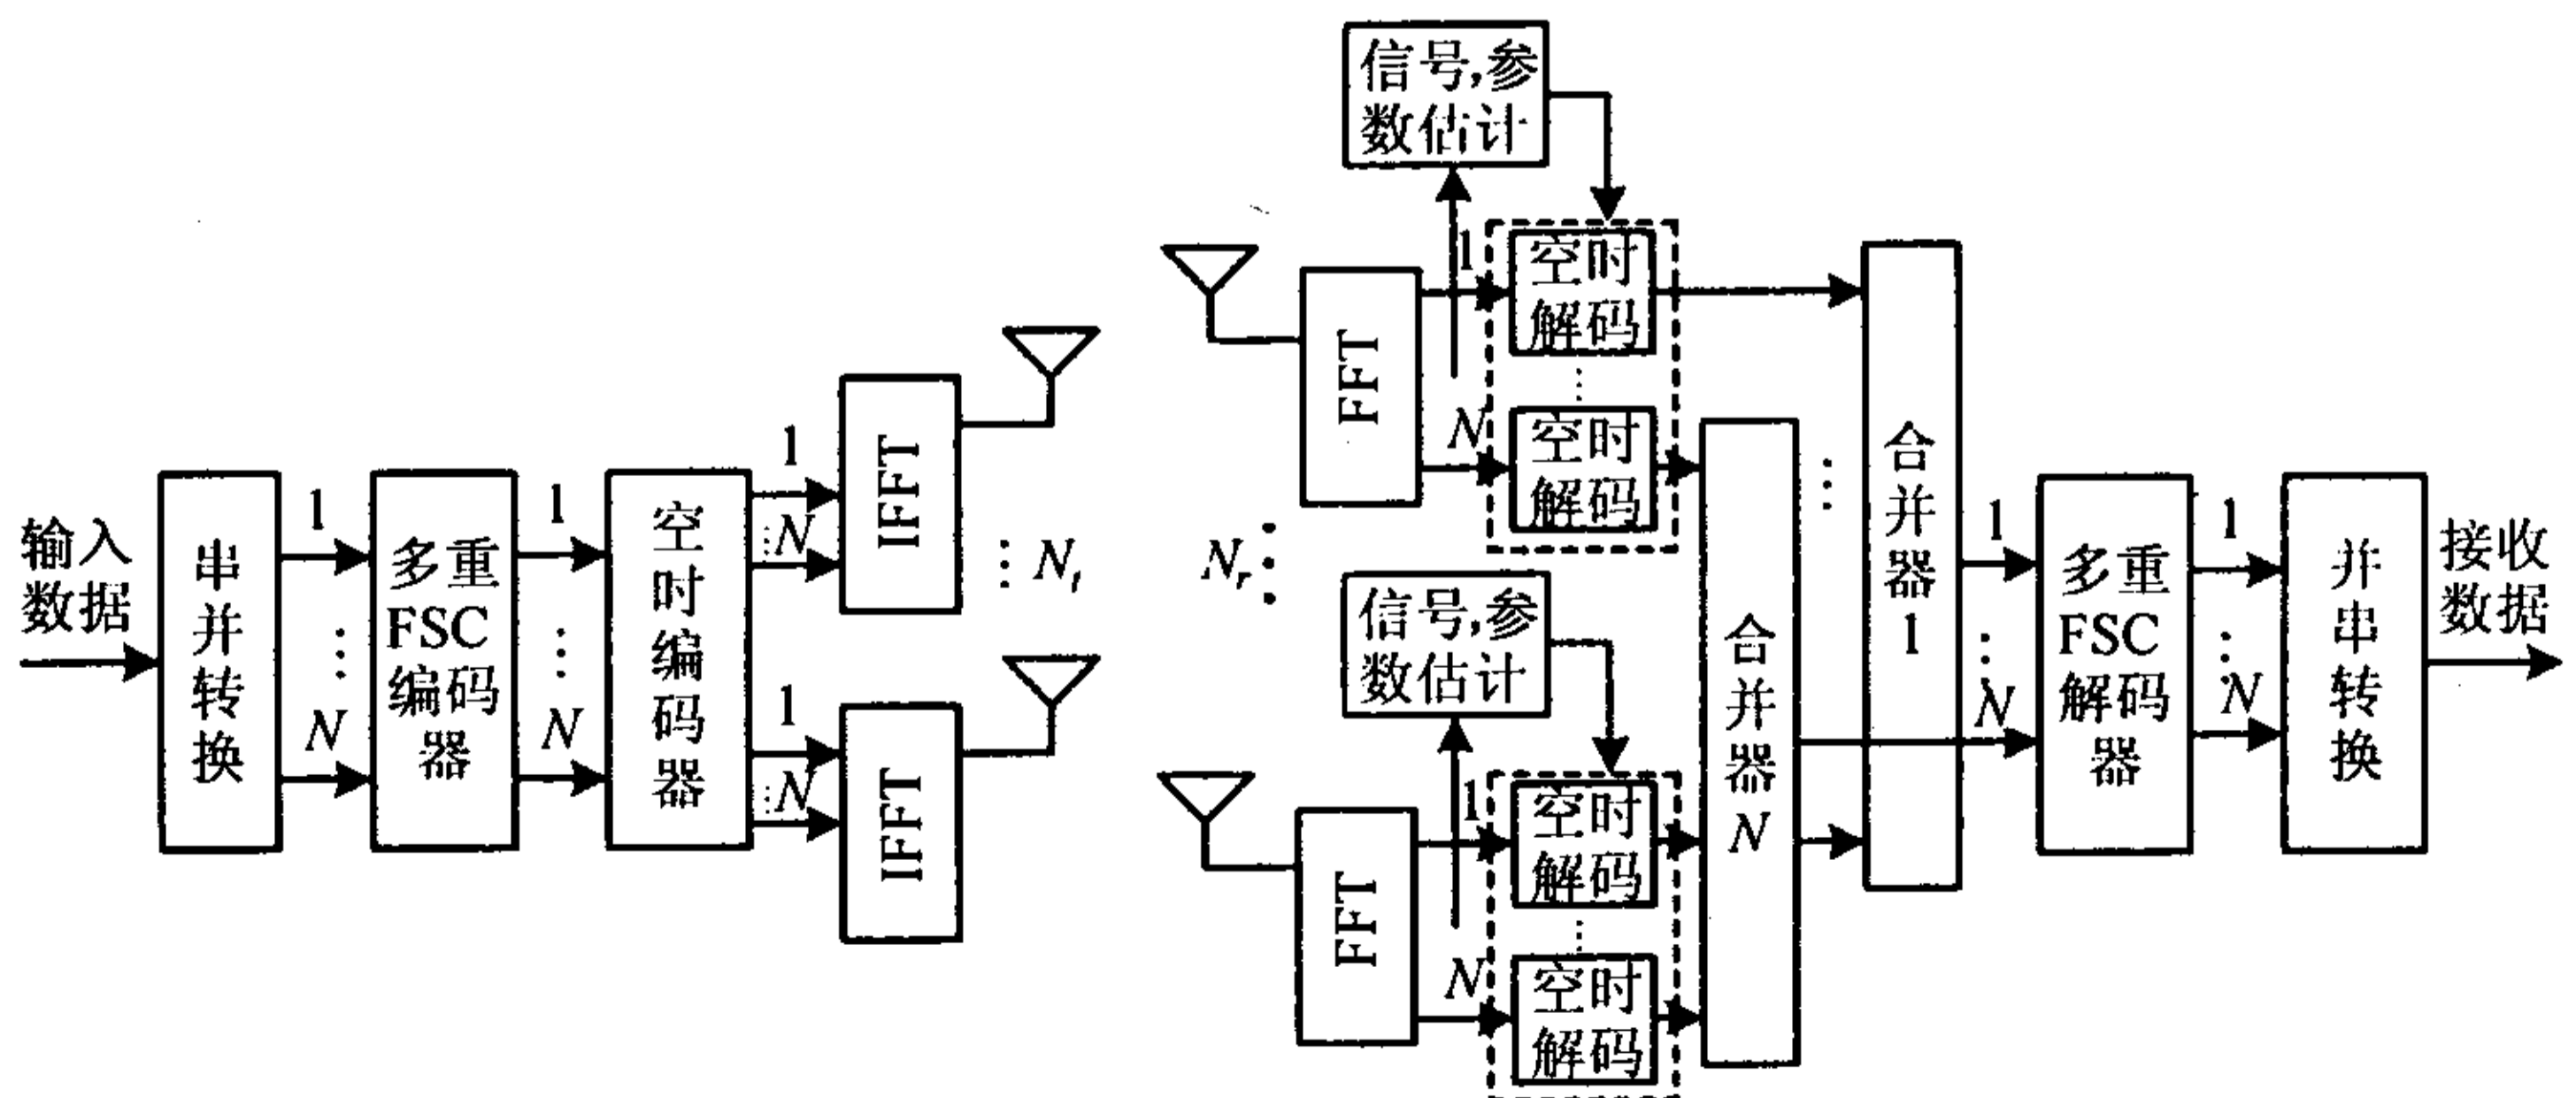 输入
数据
串
并
转
换
1
⋮
N
多重
FSC
编码
器
1
⋮
N
空
时
编
码
器
1
⋮N
IFFT
1
⋮N
IFFT
⋮ Nt
Nr ⋮
信号,参
数估计
FFT
1
N
空时
解码
⋮
空时
解码
信号,参
数估计
FFT
1
N
空时
解码
⋮
空时
解码
合
并
器
N
⋮
合
并
器
1
1
⋮
N
多重
FSC
解码
器
1
⋮
N
并
串
转
换
接收
数据